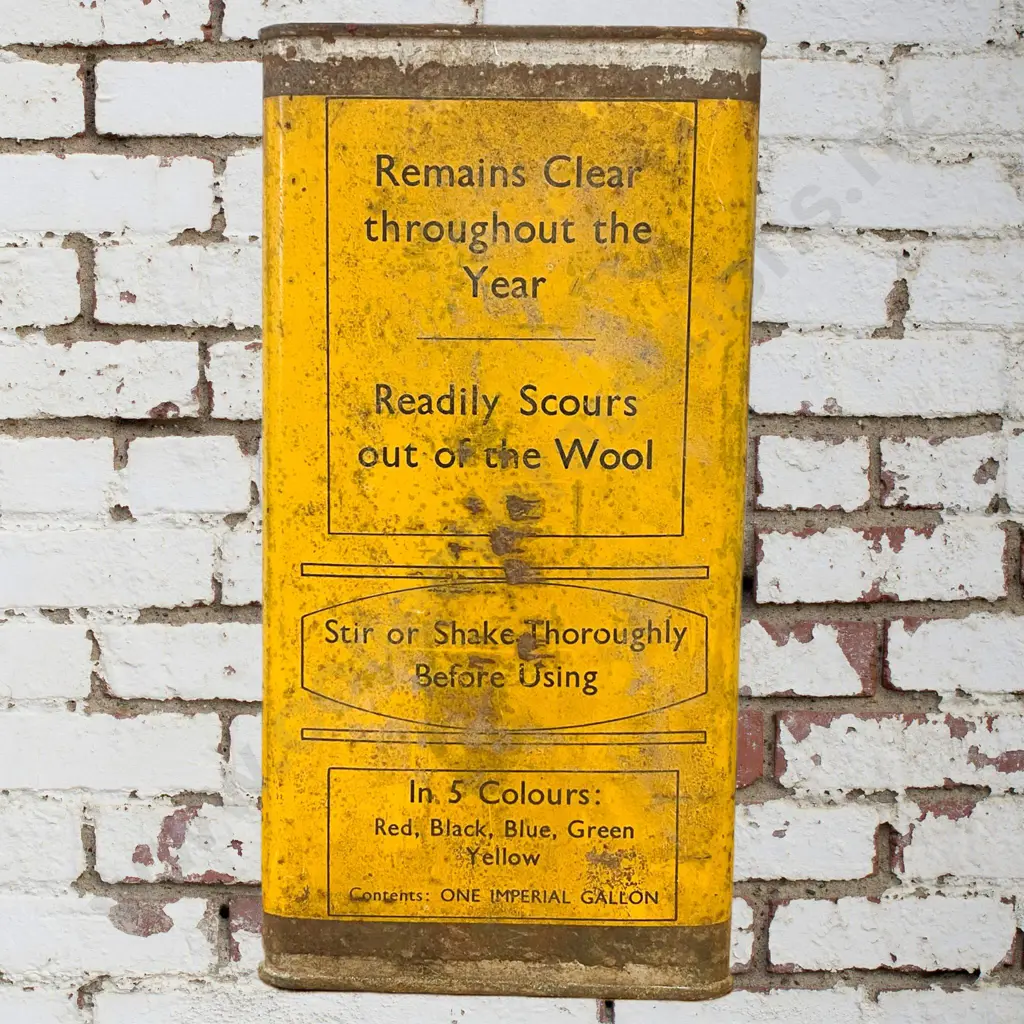 Remains Clear
throughout the
Year
Readily Scours
out of the Wool
Stir or Shake Thoroughly
Before Using
In 5 Colours:
Red, Black, Blue, Green
Yellow
Contents: ONE IMPERIAL GALLON